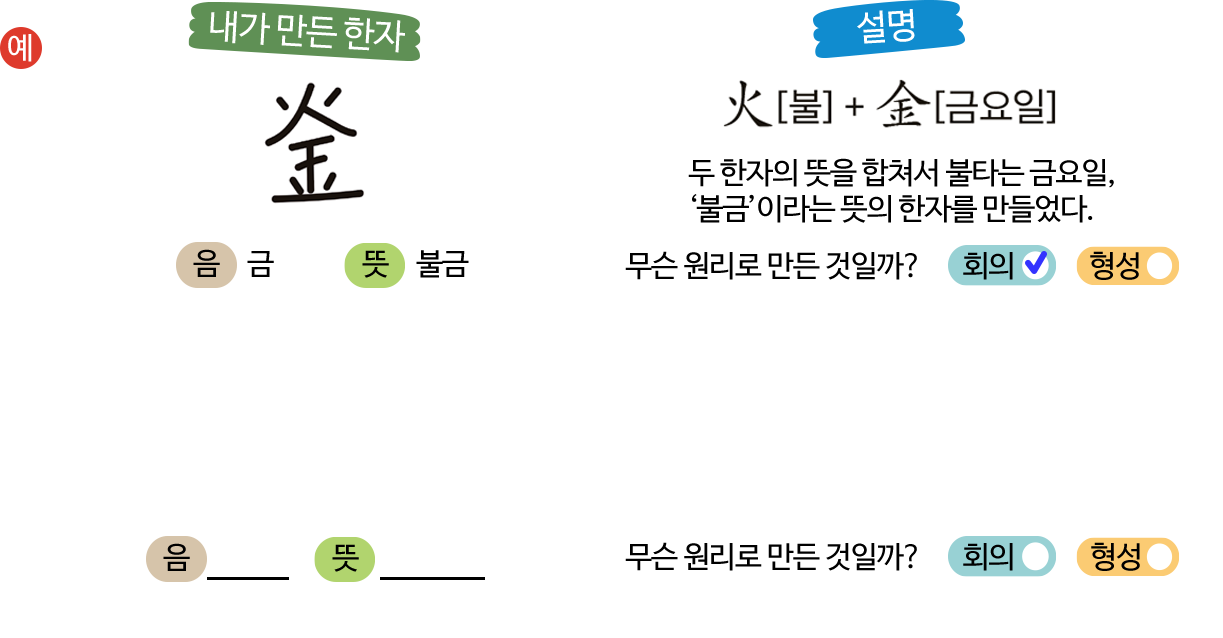 예
내가 만든 한자
설명
火[불] + 金[금요일]
두 한자의 뜻을 합쳐서 불타는 금요일,
‘불금’이라는 뜻의 한자를 만들었다.
음 금 뜻 불금
무슨 원리로 만든 것일까? 회의 형성
음 뜻
무슨 원리로 만든 것일까? 회의 형성